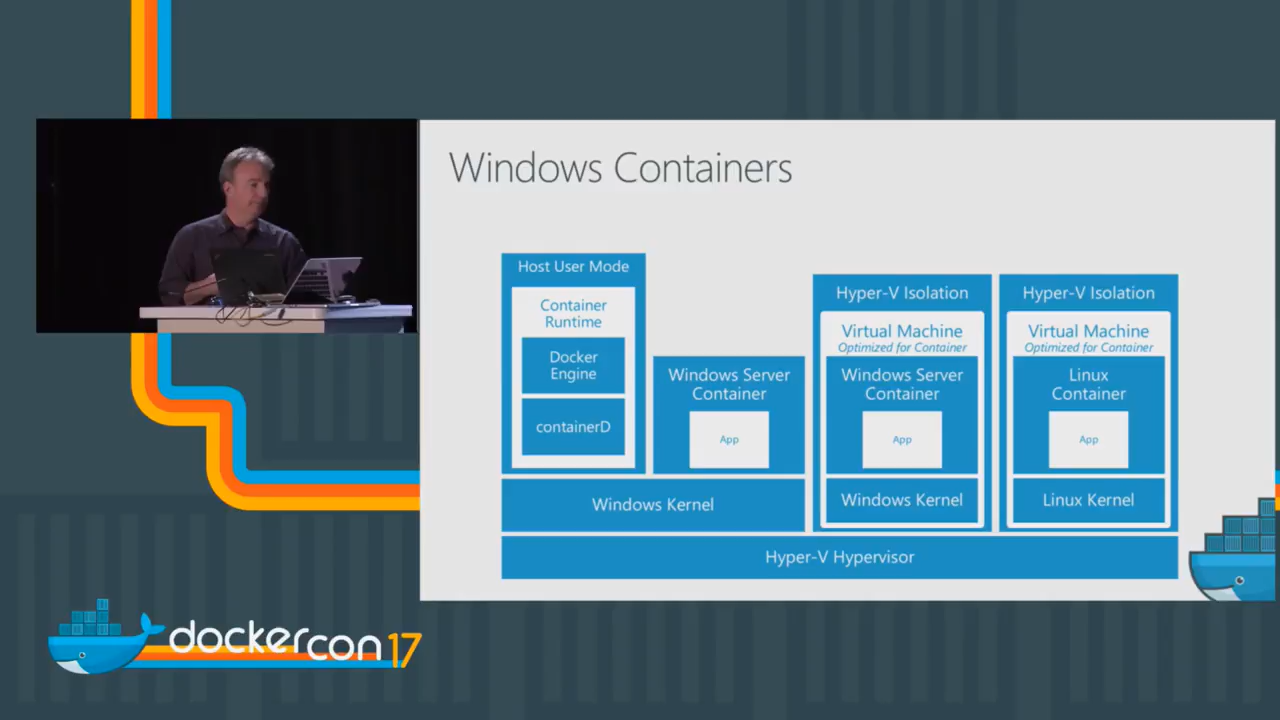 Windows Containers
Host User Mode
Container
Runtime
Docker
Engine
containerD
Windows Server
Container
App
Windows Kernel
Hyper-V Isolation
Virtual Machine
Optimized for Container
Windows Server
Container
App
Windows Kernel
Hyper-V Isolation
Virtual Machine
Optimized for Container
Linux
Container
App
Linux Kernel
Hyper-V Hypervisor
dockercon 17